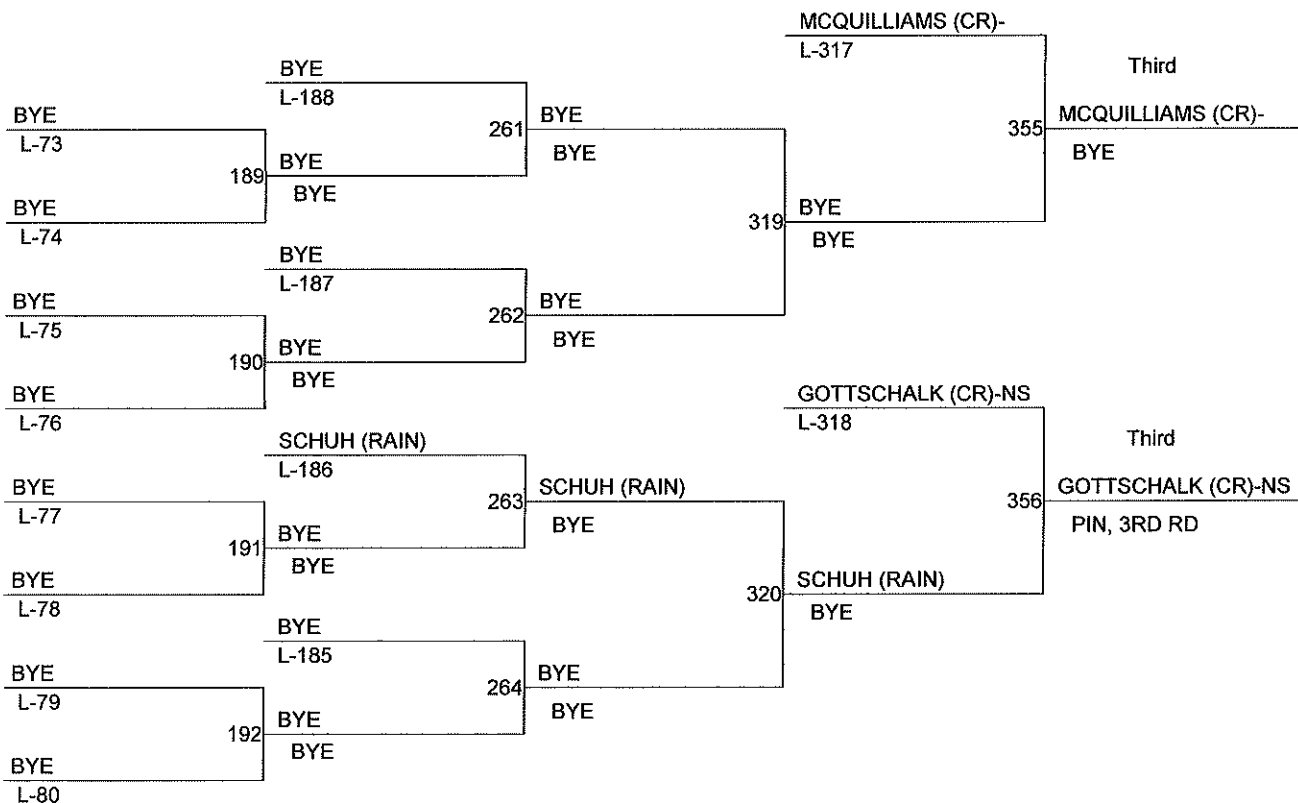 MCQUILLIAMS (CR)-
L-317
Third
BYE
L-188
BYE
L-73
261
BYE
BYE
355
MCQUILLIAMS (CR)-
BYE
189
BYE
BYE
BYE
L-74
319
BYE
BYE
BYE
L-187
BYE
L-75
262
BYE
BYE
190
BYE
BYE
BYE
L-76
GOTTSCHALK (CR)-NS
L-318
Third
SCHUH (RAIN)
L-186
BYE
L-77
263
SCHUH (RAIN)
BYE
356
GOTTSCHALK (CR)-NS
PIN, 3RD RD
191
BYE
BYE
BYE
L-78
320
SCHUH (RAIN)
BYE
BYE
L-185
BYE
L-79
264
BYE
BYE
192
BYE
BYE
BYE
L-80